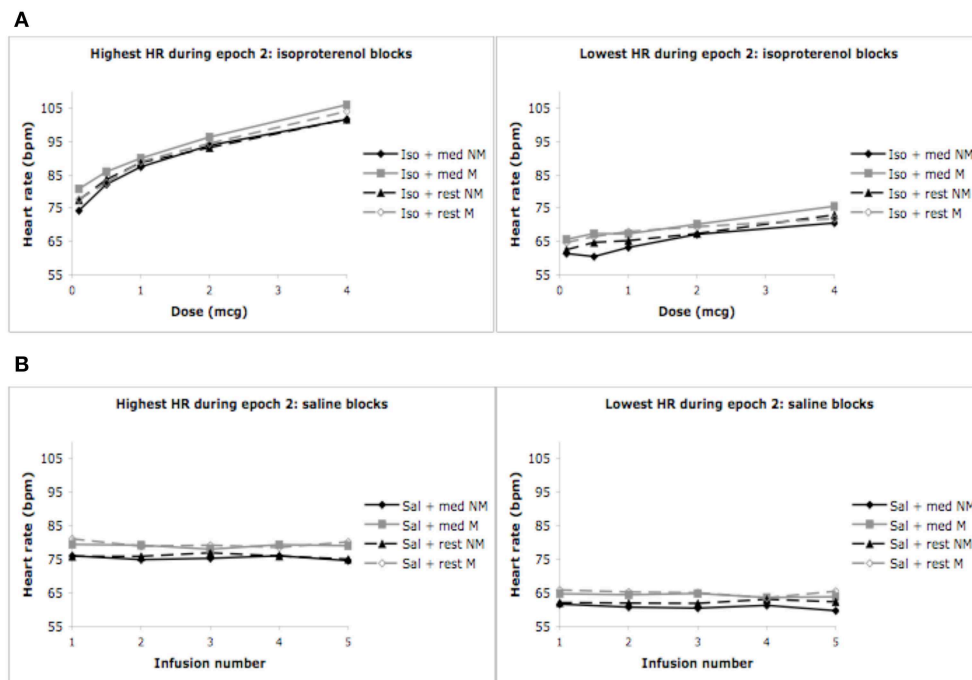 A
Highest HR during epoch 2: isoproterenol blocks
Heart rate (bpm)
105
95
85
75
65
55
0
1
2
3
4
Dose (mcg)
Iso + med NM
Iso + med M
Iso + rest NM
Iso + rest M
Lowest HR during epoch 2: isoproterenol blocks
Heart rate (bpm)
105
95
85
75
65
55
0
1
2
3
4
Dose (mcg)
Iso + med NM
Iso + med M
Iso + rest NM
Iso + rest M
B
Highest HR during epoch 2: saline blocks
Heart rate (bpm)
105
95
85
75
65
55
1
2
3
4
5
Infusion number
Sal + med NM
Sal + med M
Sal + rest NM
Sal + rest M
Lowest HR during epoch 2: saline blocks
Heart rate (bpm)
105
95
85
75
65
55
1
2
3
4
5
Infusion number
Sal + med NM
Sal + med M
Sal + rest NM
Sal + rest M